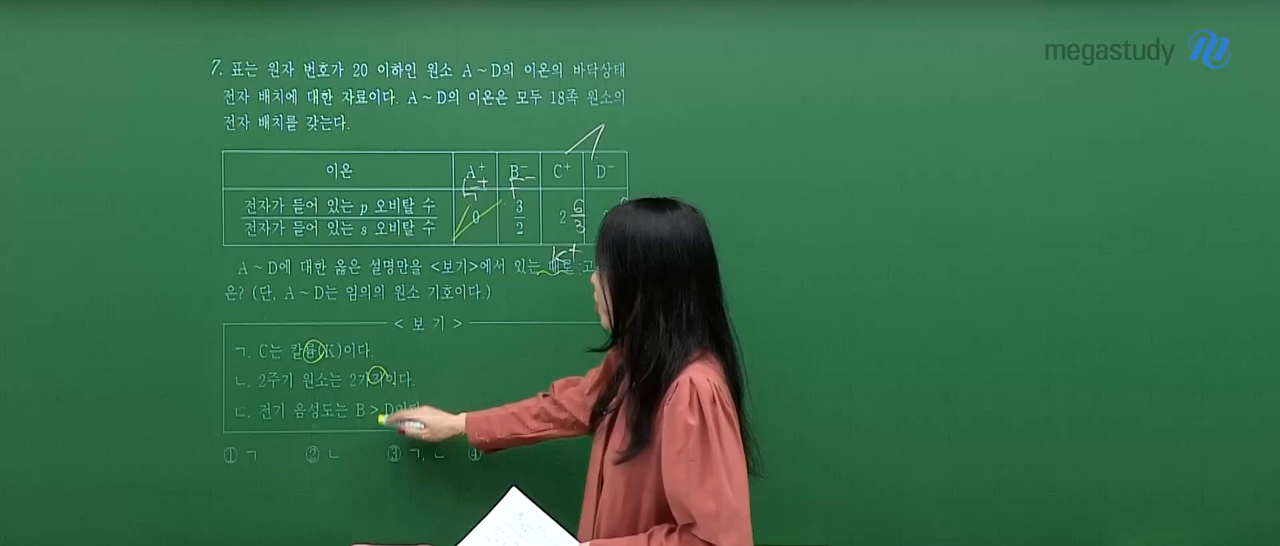 megastudy
7. 표는 원자 번호가 20 이하인 원소 A~D의 이온의 바닥상태
전자 배치에 대한 자료이다. A~D의 이온은 모두 18족 원소의
전자 배치를 갖는다.
이온 A⁺ B⁻ C⁺ D⁻
Li+ F-
전자가 들어 있는 p 오비탈 수
전자가 들어 있는 s 오비탈 수
0 3/2 2 6/3
K+
A~D에 대한 옳은 설명만을 <보기>에서 있는 대로 고
은? (단, A~D는 임의의 원소 기호이다.)
<보 기>
ㄱ. C는 칼륨(K)이다.
ㄴ. 2주기 원소는 2가지이다.
ㄷ. 전기 음성도는 B > D이다
① ㄱ ② ㄴ ③ ㄱ, ㄴ ④